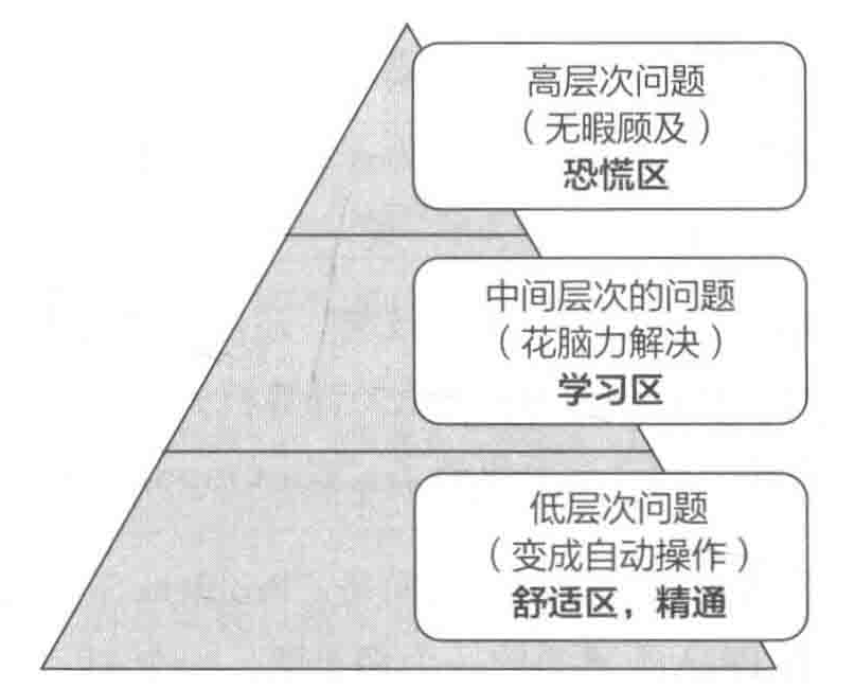 高层次问题
（无暇顾及）
恐慌区
中间层次的问题
（花脑力解决）
学习区
低层次问题
（变成自动操作）
舒适区，精通